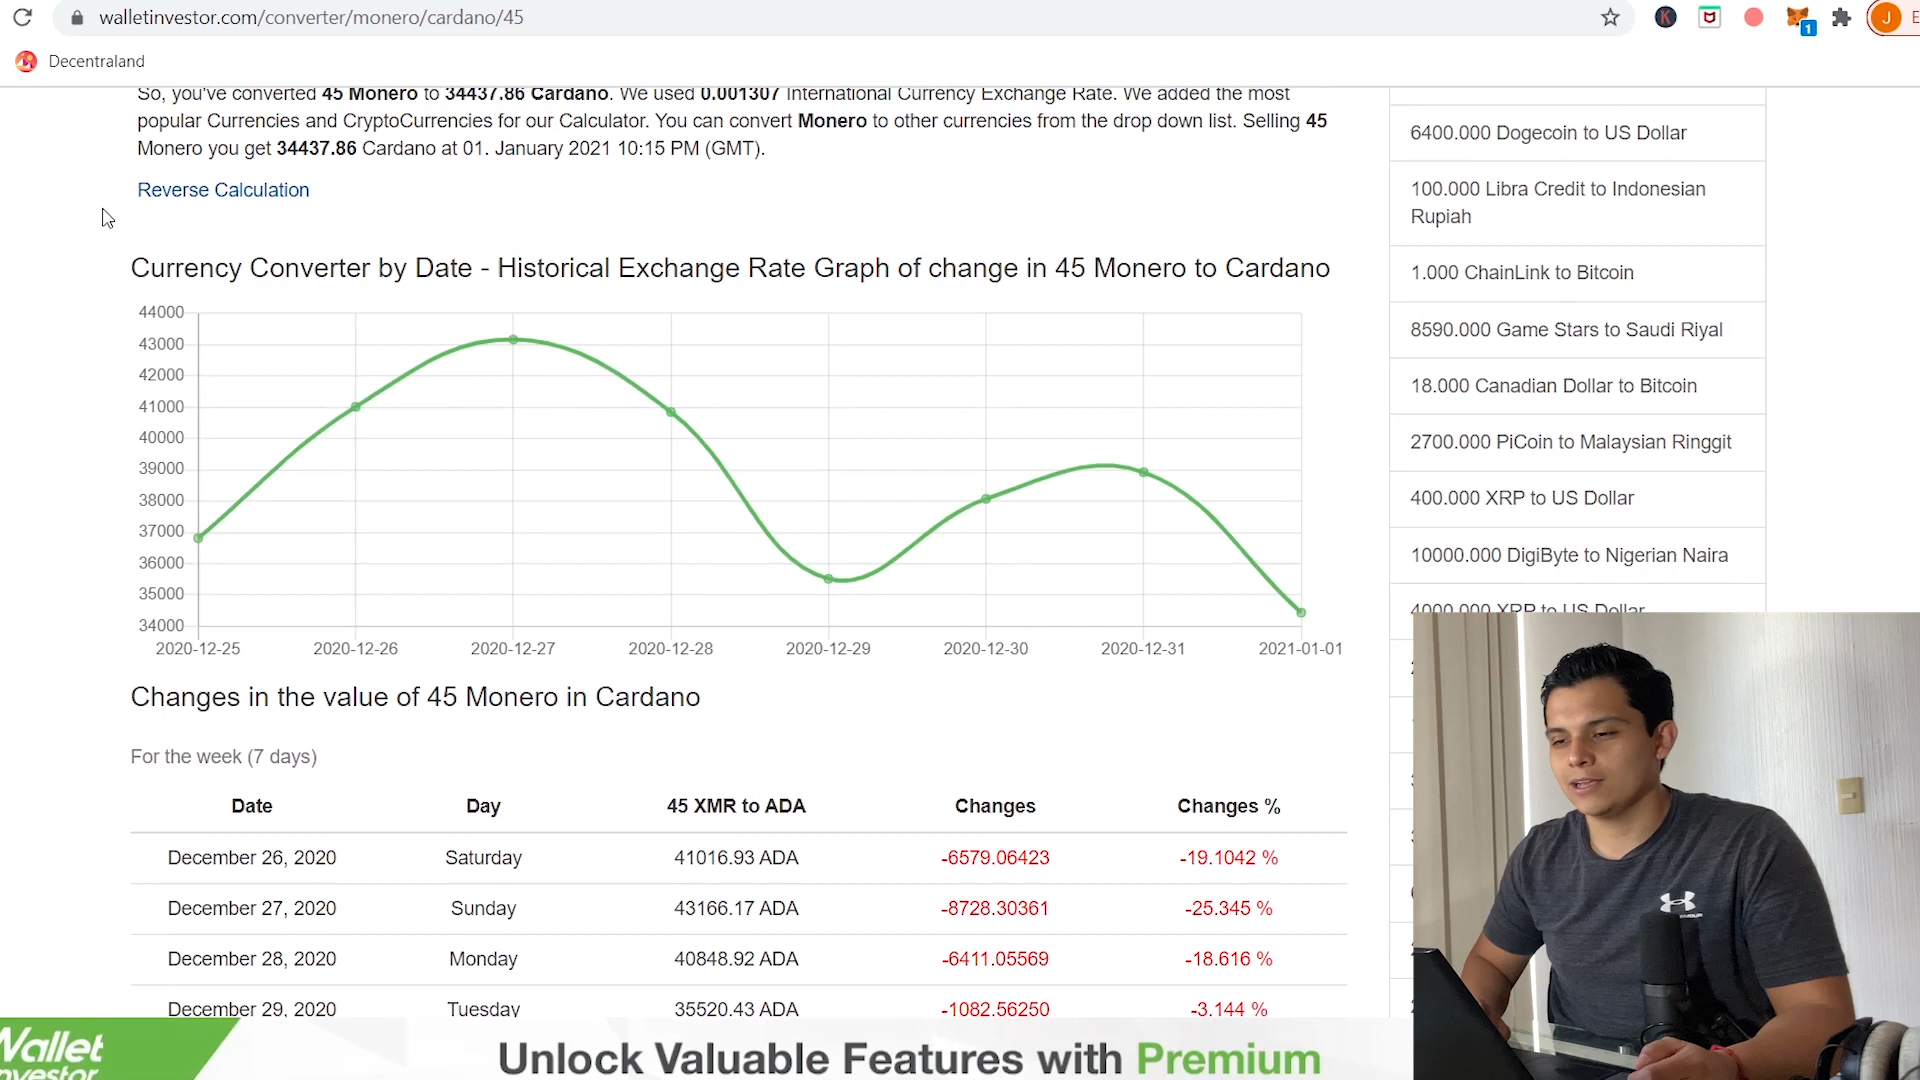 walletinvestor.com/converter/monero/cardano/45
K
1
J
Decentraland
So, you've converted 45 Monero to 34437.86 Cardano. We used 0.001307 International Currency Exchange Rate. We added the most
popular Currencies and CryptoCurrencies for our Calculator. You can convert Monero to other currencies from the drop down list. Selling 45
Monero you get 34437.86 Cardano at 01. January 2021 10:15 PM (GMT).
Reverse Calculation
Currency Converter by Date - Historical Exchange Rate Graph of change in 45 Monero to Cardano
44000
43000
42000
41000
40000
39000
38000
37000
36000
35000
34000
2020-12-25 2020-12-26 2020-12-27 2020-12-28 2020-12-29 2020-12-30 2020-12-31 2021-01-01
Changes in the value of 45 Monero in Cardano
For the week (7 days)
Date Day 45 XMR to ADA Changes Changes %
December 26, 2020 Saturday 41016.93 ADA -6579.06423 -19.1042 %
December 27, 2020 Sunday 43166.17 ADA -8728.30361 -25.345 %
December 28, 2020 Monday 40848.92 ADA -6411.05569 -18.616 %
December 29, 2020 Tuesday 35520.43 ADA -1082.56250 -3.144 %
6400.000 Dogecoin to US Dollar
100.000 Libra Credit to Indonesian
Rupiah
1.000 ChainLink to Bitcoin
8590.000 Game Stars to Saudi Riyal
18.000 Canadian Dollar to Bitcoin
2700.000 PiCoin to Malaysian Ringgit
400.000 XRP to US Dollar
10000.000 DigiByte to Nigerian Naira
4000.000 XRP to US Dollar
Wallet
Investor
Unlock Valuable Features with Premium